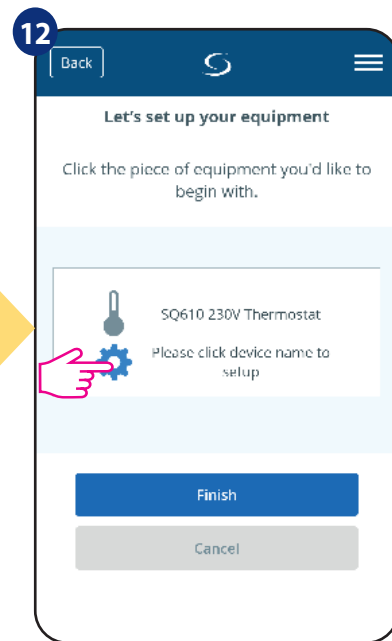 12
Back
Let's set up your equipment
Click the piece of equipment you'd like to
begin with.
SQ610 230V Thermostat
Please click device name to
setup
Finish
Cancel